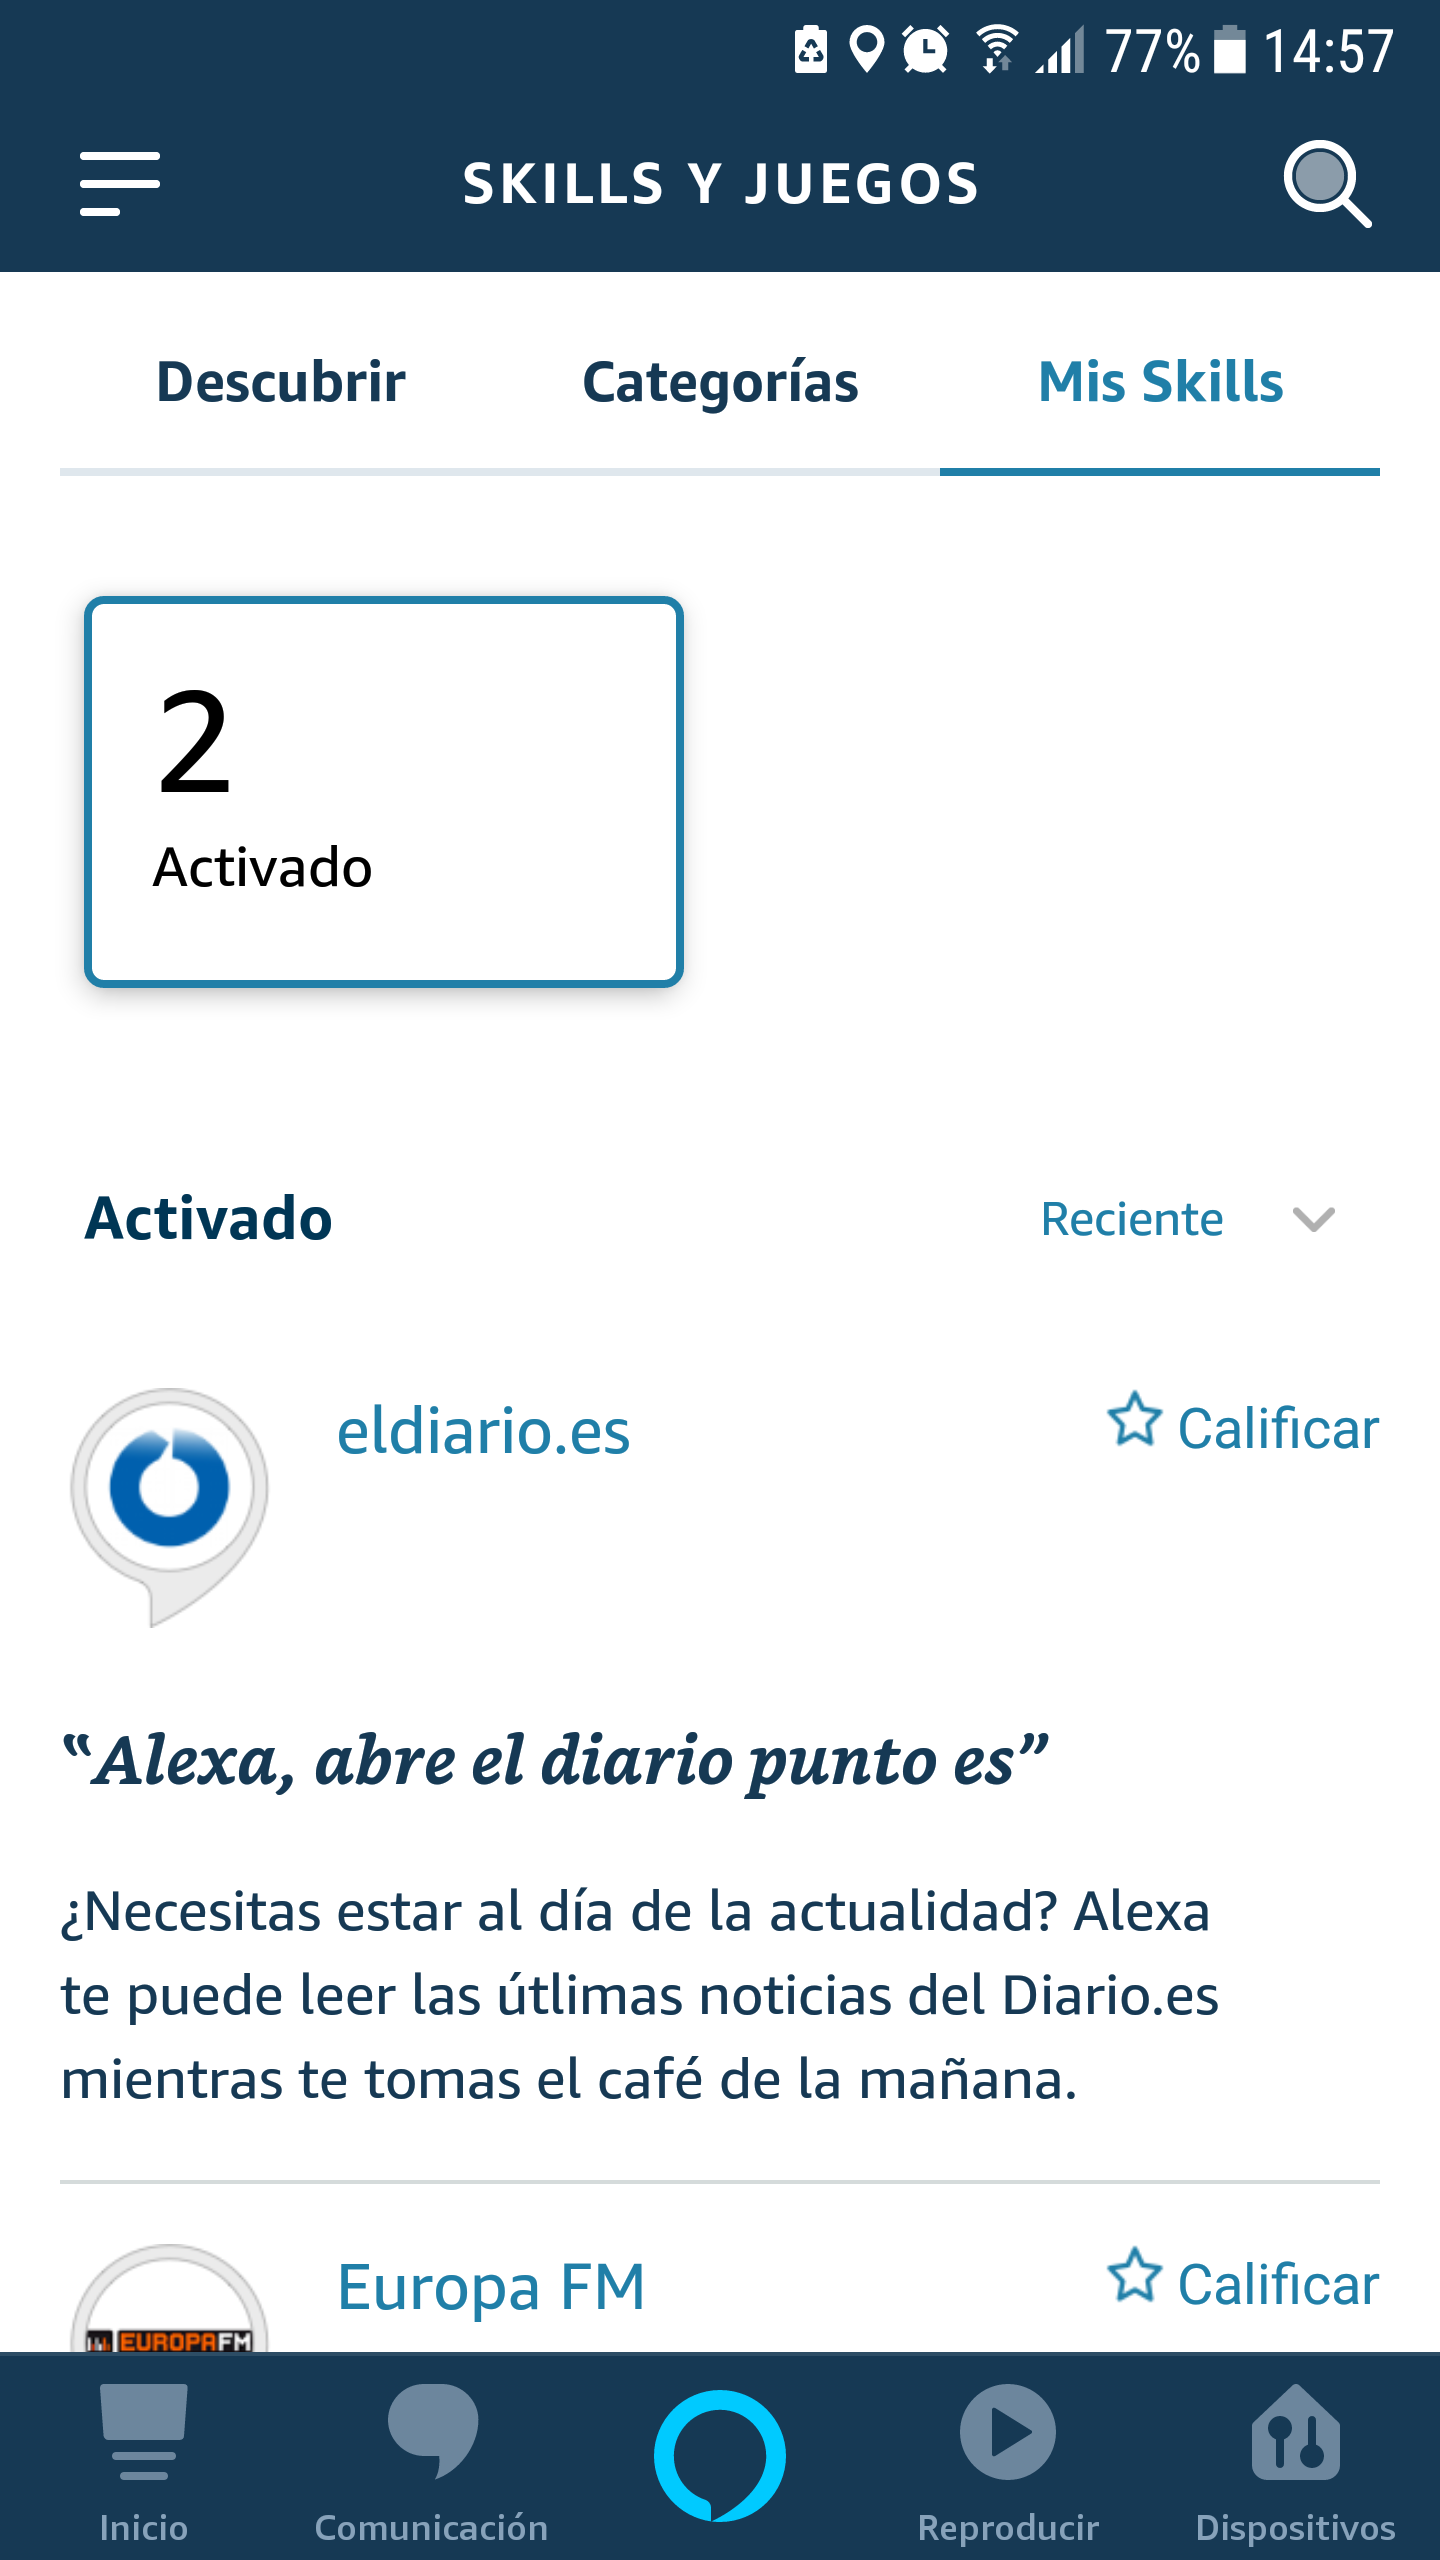 77% 14:57
SKILLS Y JUEGOS
Descubrir Categorías Mis Skills
2
Activado
Activado Reciente
eldiario.es Calificar
“Alexa, abre el diario punto es”
¿Necesitas estar al día de la actualidad? Alexa
te puede leer las útlimas noticias del Diario.es
mientras te tomas el café de la mañana.
Europa FM Calificar
EUROPA FM
Inicio Comunicación Reproducir Dispositivos